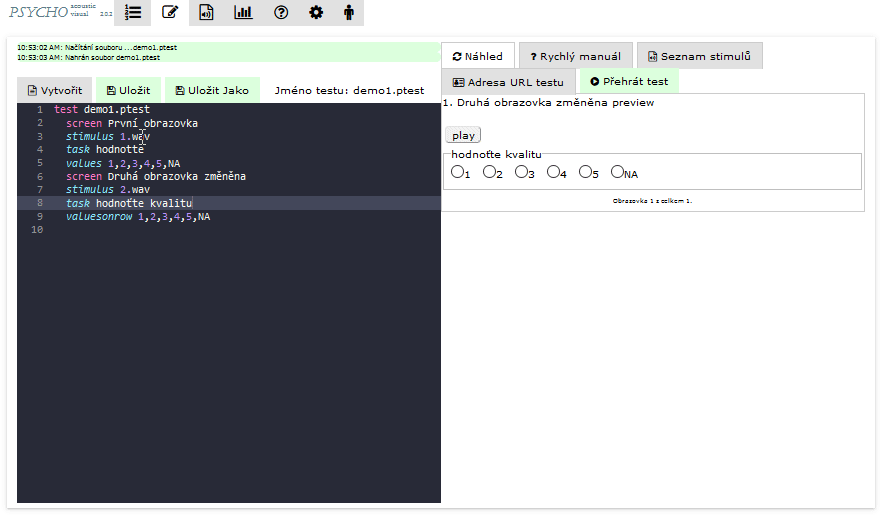 PSYCHO acoustic visual 2.0.2
10:53:02 AM: Načítání souboru ...demo1.ptest
10:53:03 AM: Nahrán soubor demo1.ptest
Vytvořit Uložit Uložit Jako Jméno testu: demo1.ptest
1 test demo1.ptest
2 screen První obrazovka
3 stimulus 1.wav
4 task hodnotte
5 values 1,2,3,4,5,NA
6 screen Druhá obrazovka změněna
7 stimulus 2.wav
8 task hodnoťte kvalitu
9 valuesonrow 1,2,3,4,5,NA
10
Náhled ? Rychlý manuál Seznam stimulů
Adresa URL testu Přehrát test
1. Druhá obrazovka změněna preview
play
hodnoťte kvalitu
1 2 3 4 5 NA
Obrazovka 1 z celkem 1.